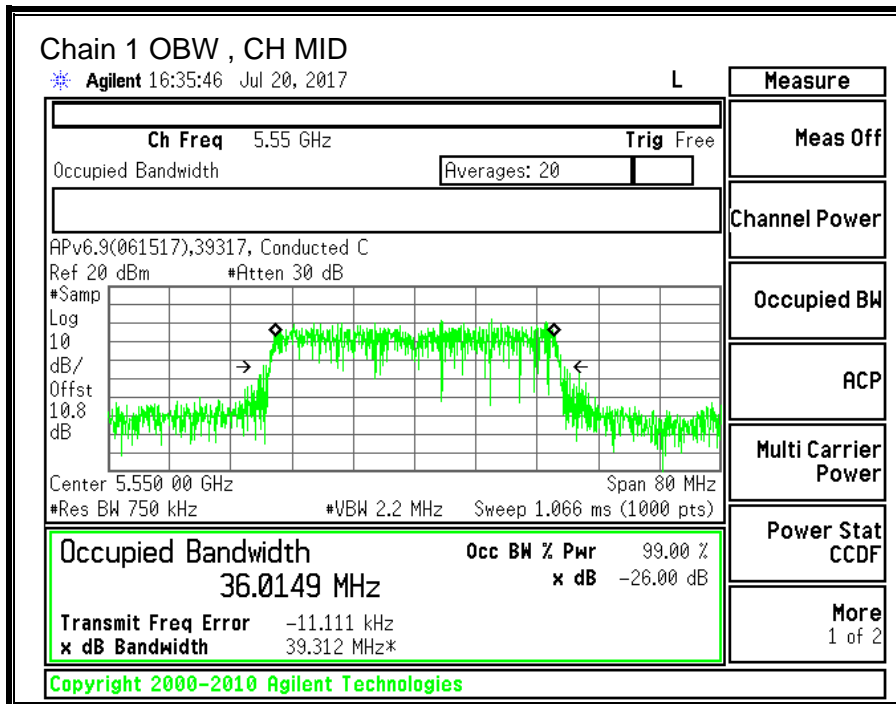 Chain 1 OBW , CH MID
Agilent 16:35:46 Jul 20, 2017 L
Measure
Ch Freq 5.55 GHz Trig Free
Occupied Bandwidth Averages: 20
APv6.9(061517),39317, Conducted C
Ref 20 dBm #Atten 30 dB
#Samp
Log
10
dB/
Offst
10.8
dB
Center 5.550 00 GHz Span 80 MHz
#Res BW 750 kHz #VBW 2.2 MHz Sweep 1.066 ms (1000 pts)
Occupied Bandwidth Occ BW % Pwr 99.00 %
36.0149 MHz x dB -26.00 dB
Transmit Freq Error -11.111 kHz
x dB Bandwidth 39.312 MHz*
Meas Off
Channel Power
Occupied BW
ACP
Multi Carrier
Power
Power Stat
CCDF
More
1 of 2
Copyright 2000-2010 Agilent Technologies